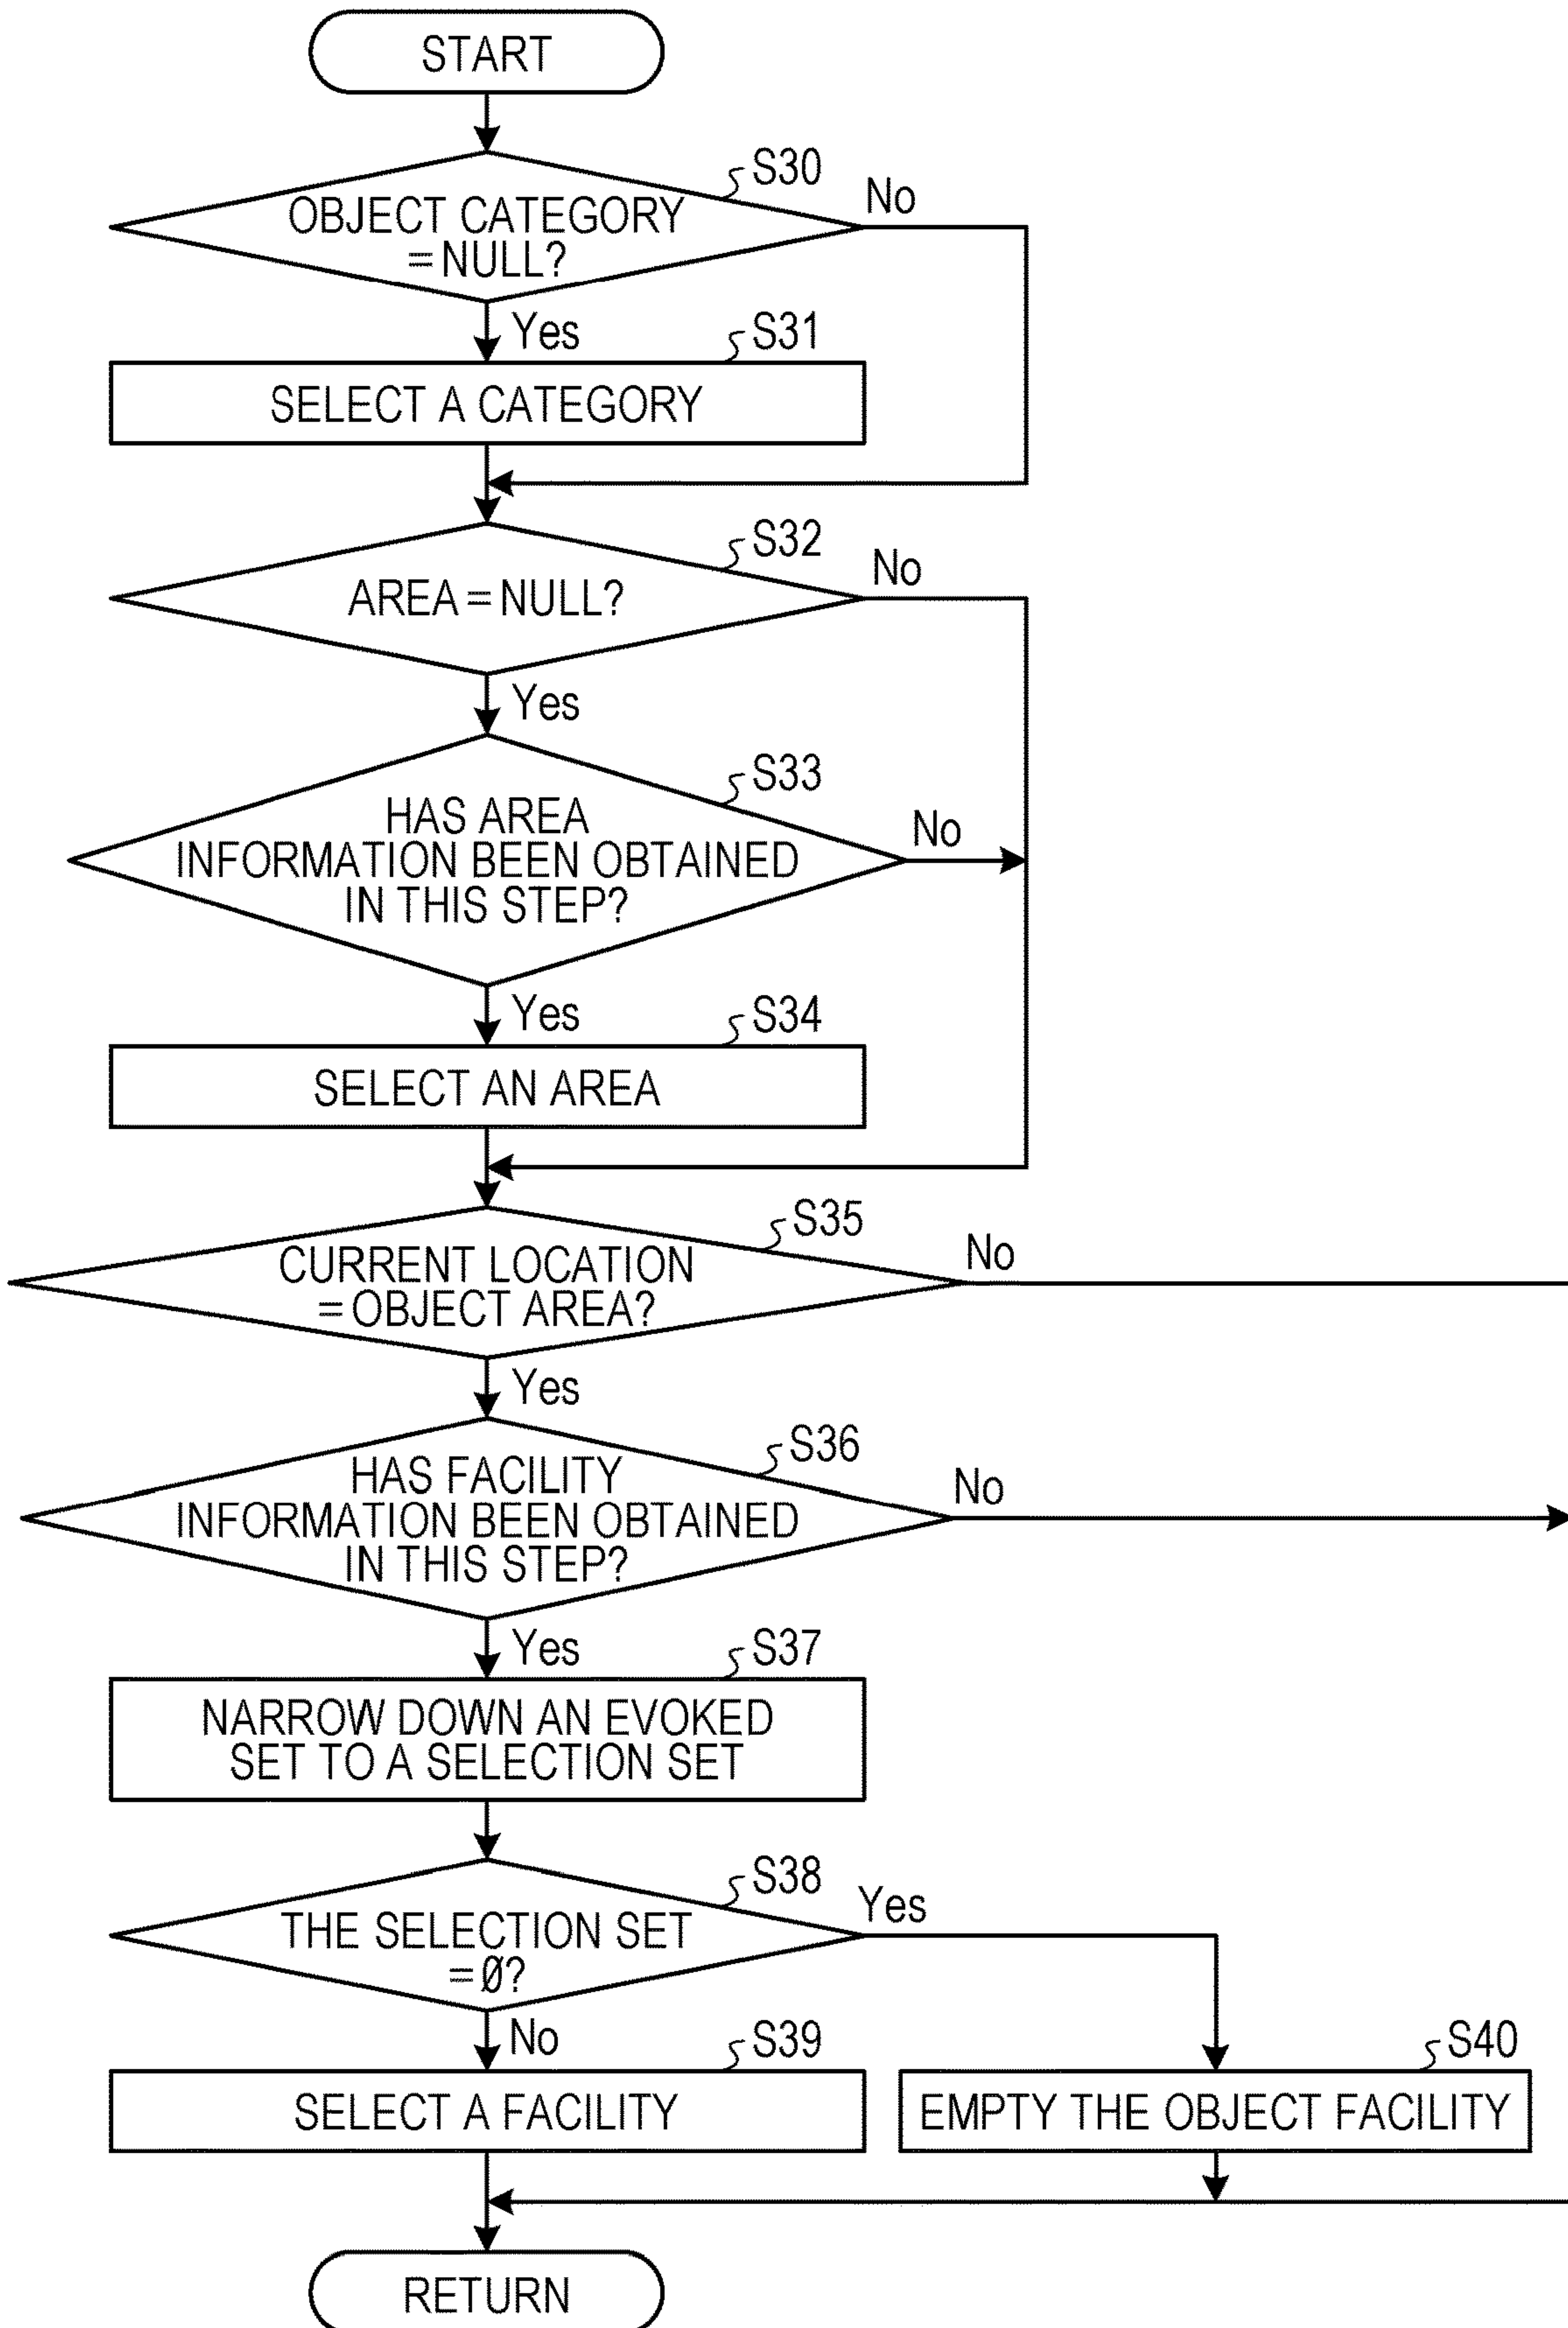 START
S30
No
OBJECT CATEGORY
=NULL?
Yes
S31
SELECT A CATEGORY
S32
No
AREA=NULL?
Yes
S33
HAS AREA
INFORMATION BEEN OBTAINED
IN THIS STEP?
No
Yes
S34
SELECT AN AREA
S35
No
CURRENT LOCATION
=OBJECT AREA?
Yes
S36
No
HAS FACILITY
INFORMATION BEEN OBTAINED
IN THIS STEP?
Yes
S37
NARROW DOWN AN EVOKED
SET TO A SELECTION SET
S38
Yes
THE SELECTION SET
=Ø?
No
S39
SELECT A FACILITY
S40
EMPTY THE OBJECT FACILITY
RETURN